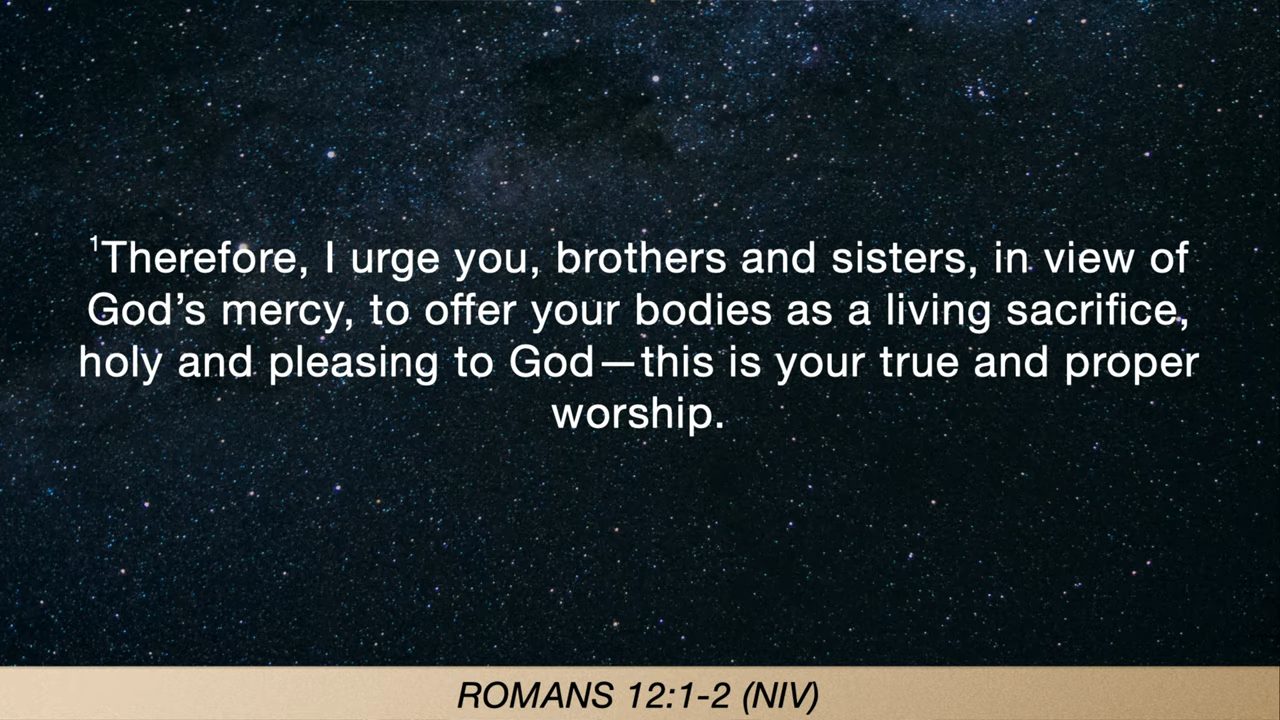 ¹Therefore, I urge you, brothers and sisters, in view of
God’s mercy, to offer your bodies as a living sacrifice,
holy and pleasing to God—this is your true and proper
worship.
ROMANS 12:1-2 (NIV)